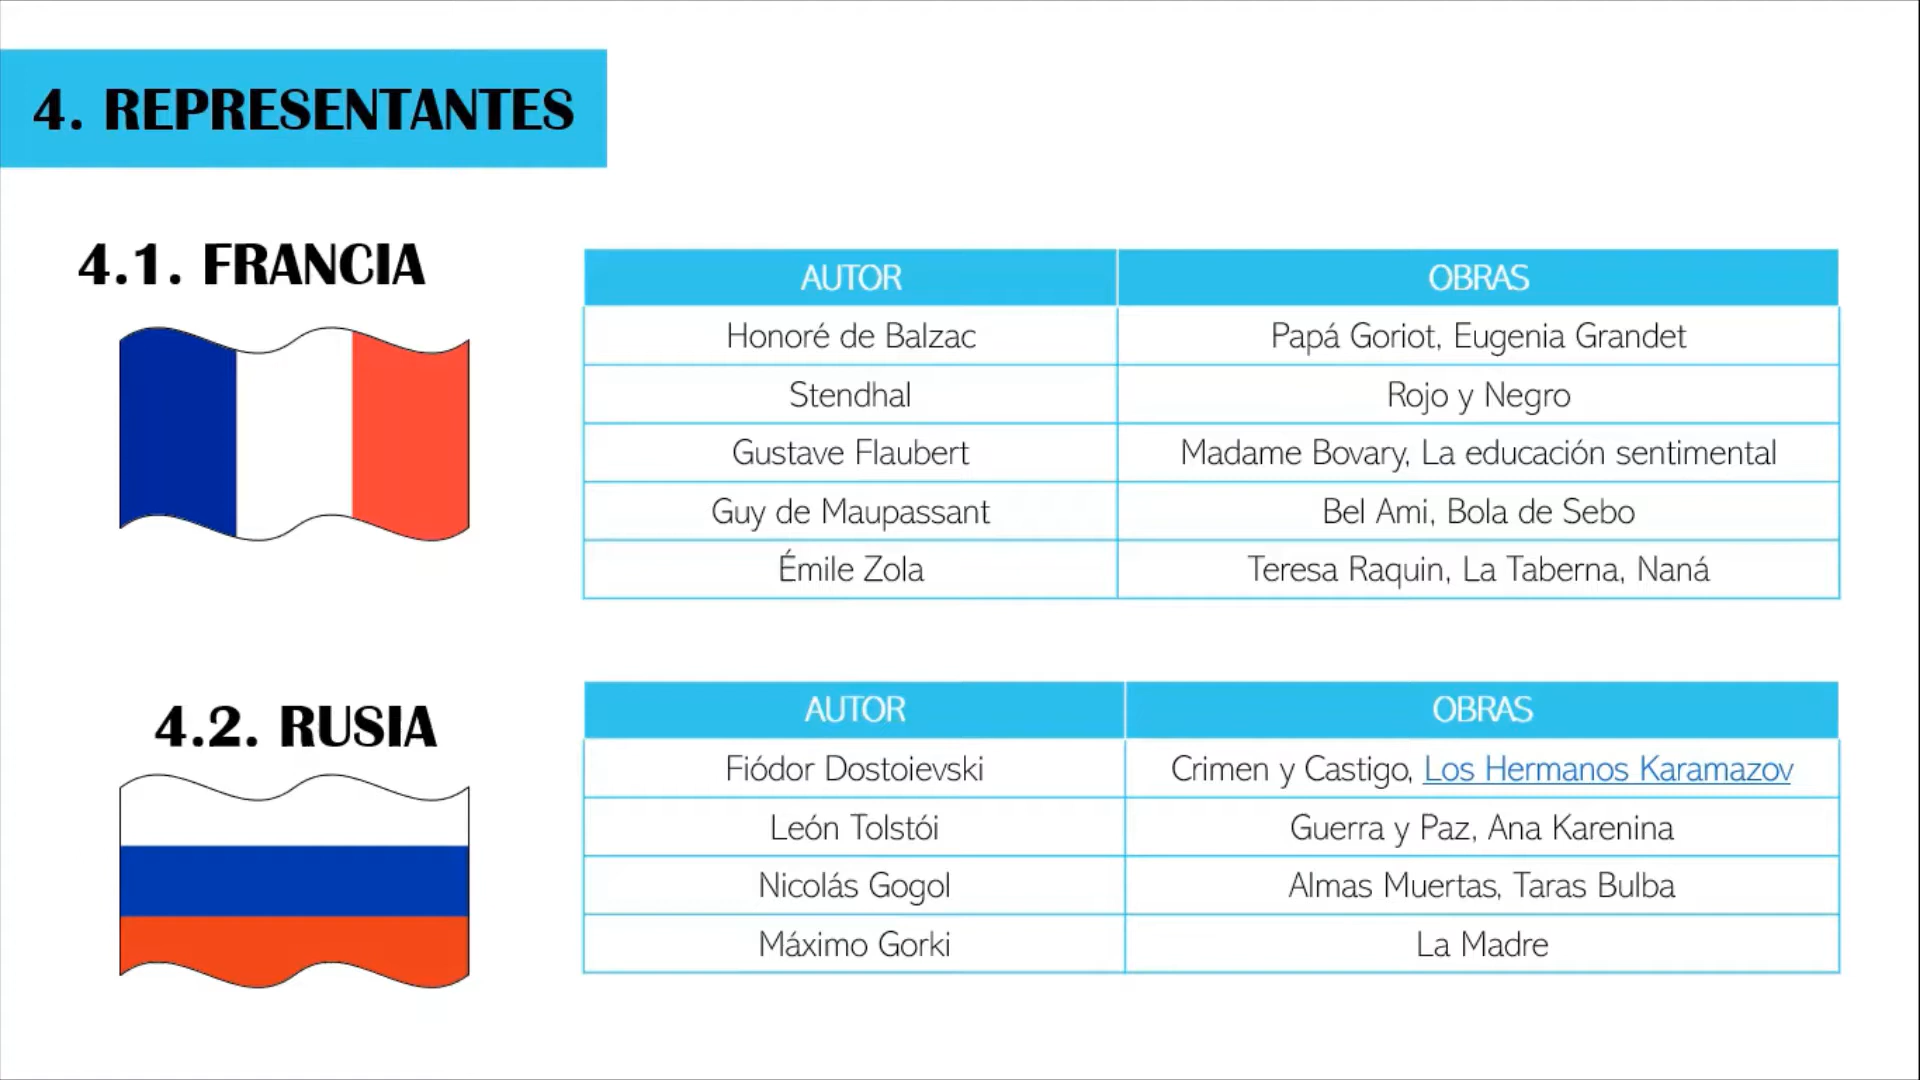 4. REPRESENTANTES
4.1. FRANCIA
AUTOR OBRAS
Honoré de Balzac Papá Goriot, Eugenia Grandet
Stendhal Rojo y Negro
Gustave Flaubert Madame Bovary, La educación sentimental
Guy de Maupassant Bel Ami, Bola de Sebo
Émile Zola Teresa Raquin, La Taberna, Naná
4.2. RUSIA
AUTOR OBRAS
Fiódor Dostoievski Crimen y Castigo, Los Hermanos Karamazov
León Tolstói Guerra y Paz, Ana Karenina
Nicolás Gogol Almas Muertas, Taras Bulba
Máximo Gorki La Madre